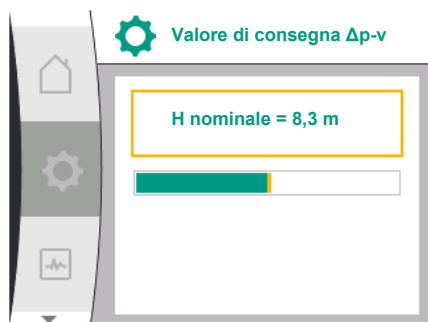 Valore di consegna Δp-v
H nominale = 8,3 m